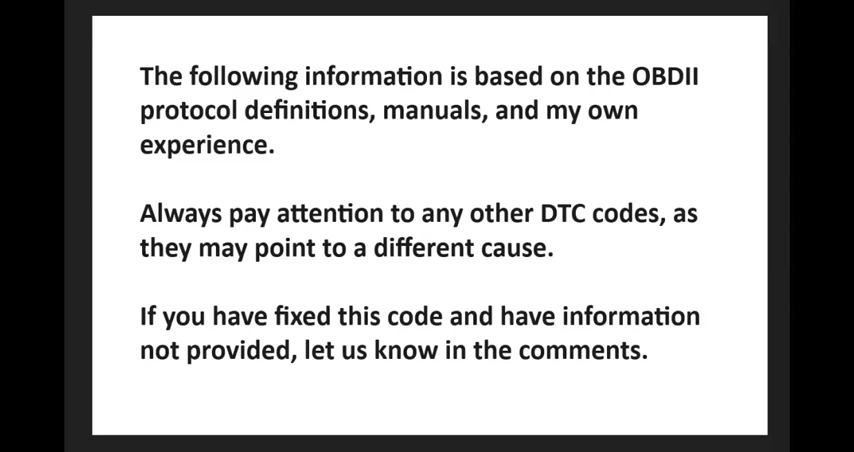 The following information is based on the OBDII
protocol definitions, manuals, and my own
experience.
Always pay attention to any other DTC codes, as
they may point to a different cause.
If you have fixed this code and have information
not provided, let us know in the comments.